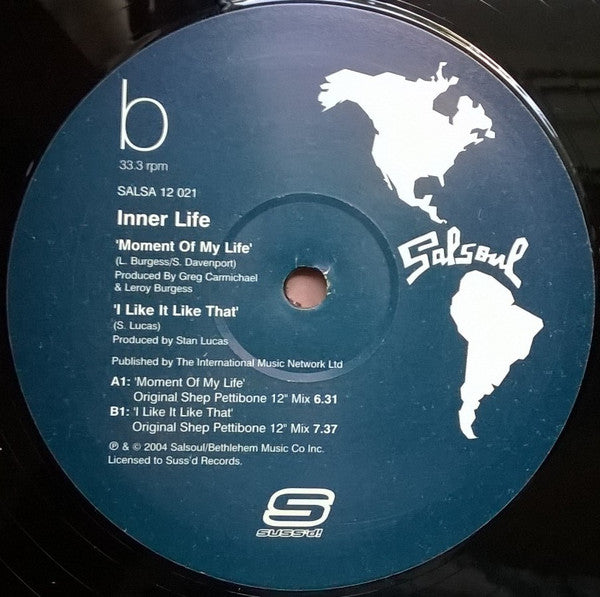 b
33.3 rpm
SALSA 12 021
Inner Life
'Moment Of My Life'
(L. Burgess/S. Davenport)
Produced By Greg Carmichael
& Leroy Burgess
'I Like It Like That'
(S. Lucas)
Produced by Stan Lucas
Published by The International Music Network Ltd
A1: 'Moment Of My Life'
Original Shep Pettibone 12" Mix 6.31
B1: 'I Like It Like That'
Original Shep Pettibone 12" Mix 7.37
℗ & © 2004 Salsoul/Bethlehem Music Co Inc.
Licensed to Suss'd Records.
Salsoul
S
suss'd!